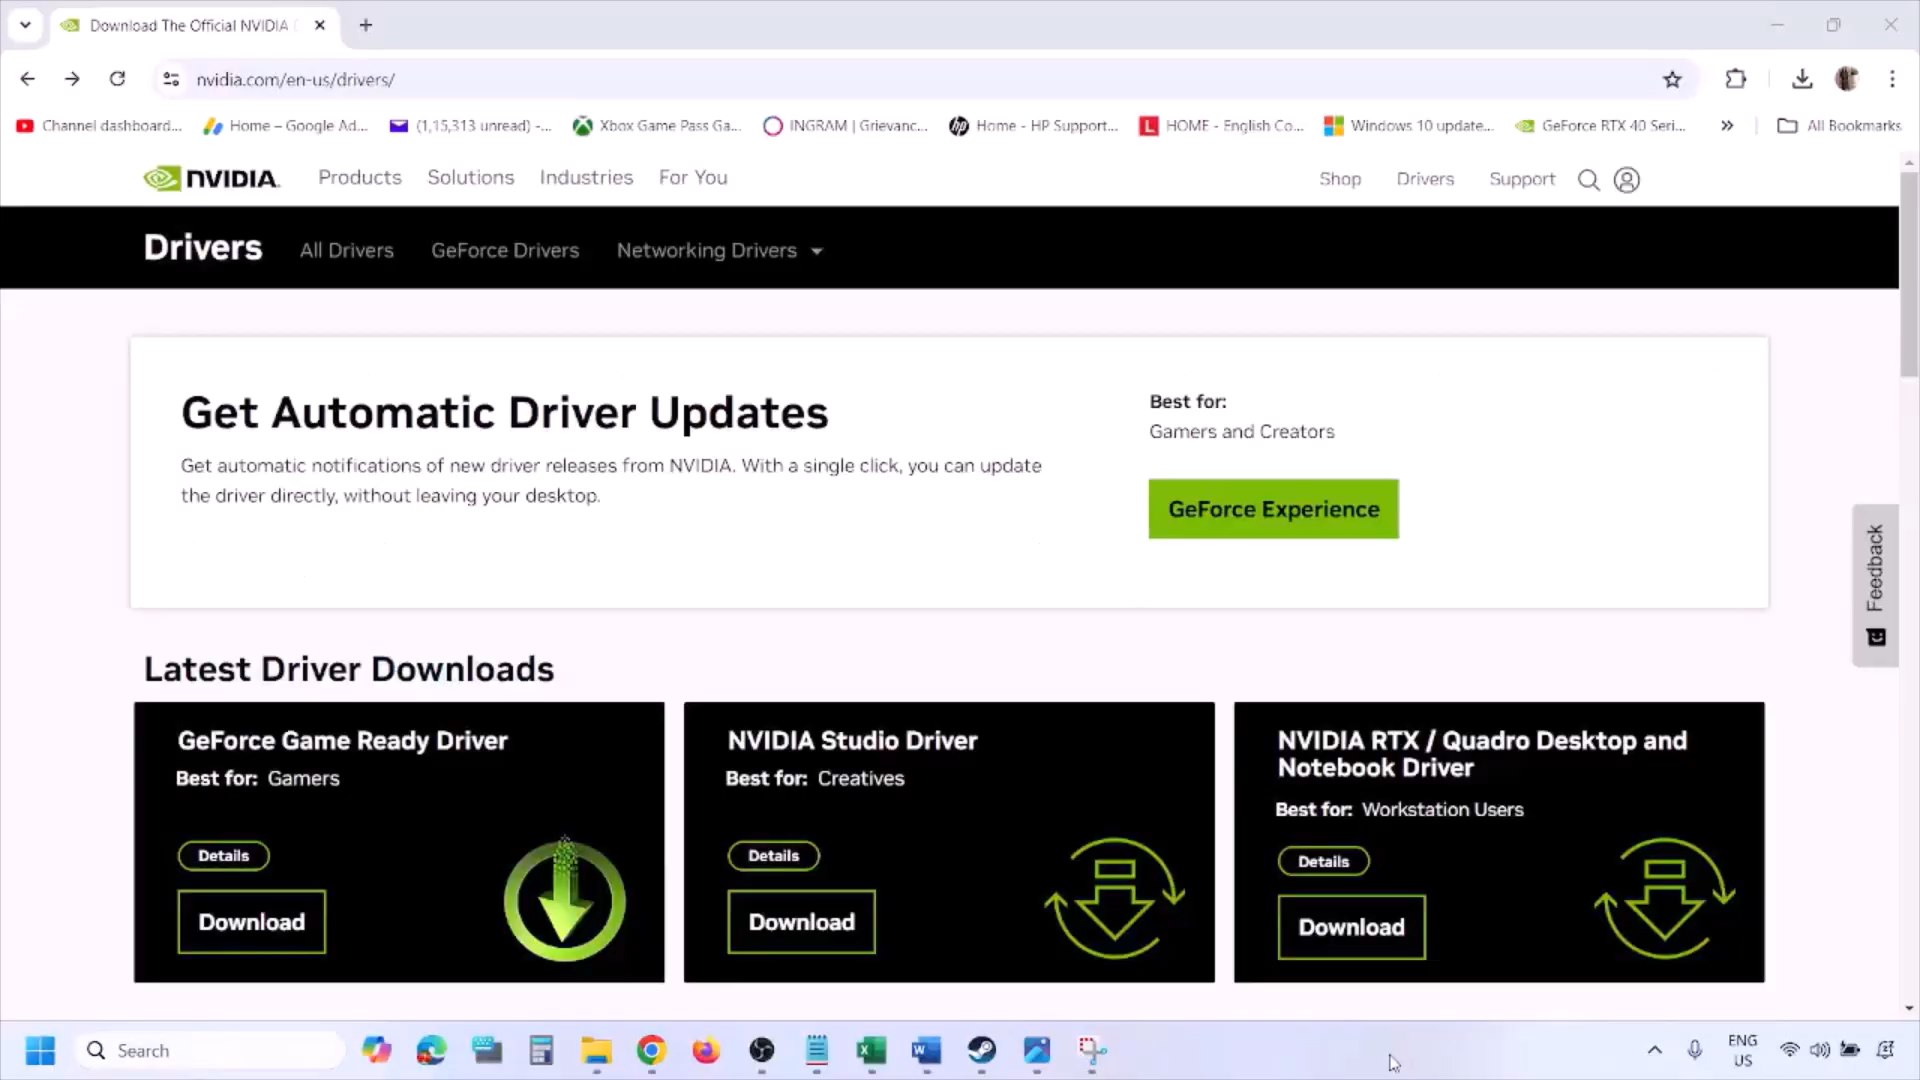 Download The Official NVIDIA
nvidia.com/en-us/drivers/
Channel dashboard...
Home – Google Ad...
(1,15,313 unread) -...
Xbox Game Pass Ga...
INGRAM | Grievanc...
Home - HP Support...
HOME - English Co...
Windows 10 update...
GeForce RTX 40 Seri...
All Bookmarks
NVIDIA.
Products
Solutions
Industries
For You
Shop
Drivers
Support
Drivers
All Drivers
GeForce Drivers
Networking Drivers
Get Automatic Driver Updates
Get automatic notifications of new driver releases from NVIDIA. With a single click, you can update
the driver directly, without leaving your desktop.
Best for:
Gamers and Creators
GeForce Experience
Feedback
Latest Driver Downloads
GeForce Game Ready Driver
Best for: Gamers
Details
Download
NVIDIA Studio Driver
Best for: Creatives
Details
Download
NVIDIA RTX / Quadro Desktop and
Notebook Driver
Best for: Workstation Users
Details
Download
Search
ENG
US